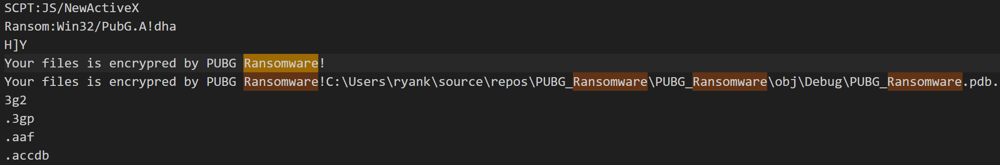 SCPT:JS/NewActiveX
Ransom:Win32/PubG.A!dha
H]Y
Your files is encrypred by PUBG Ransomware!
Your files is encrypred by PUBG Ransomware!C:\Users\ryank\source\repos\PUBG_Ransomware\PUBG_Ransomware\obj\Debug\PUBG_Ransomware.pdb.
3g2
.3gp
.aaf
.accdb